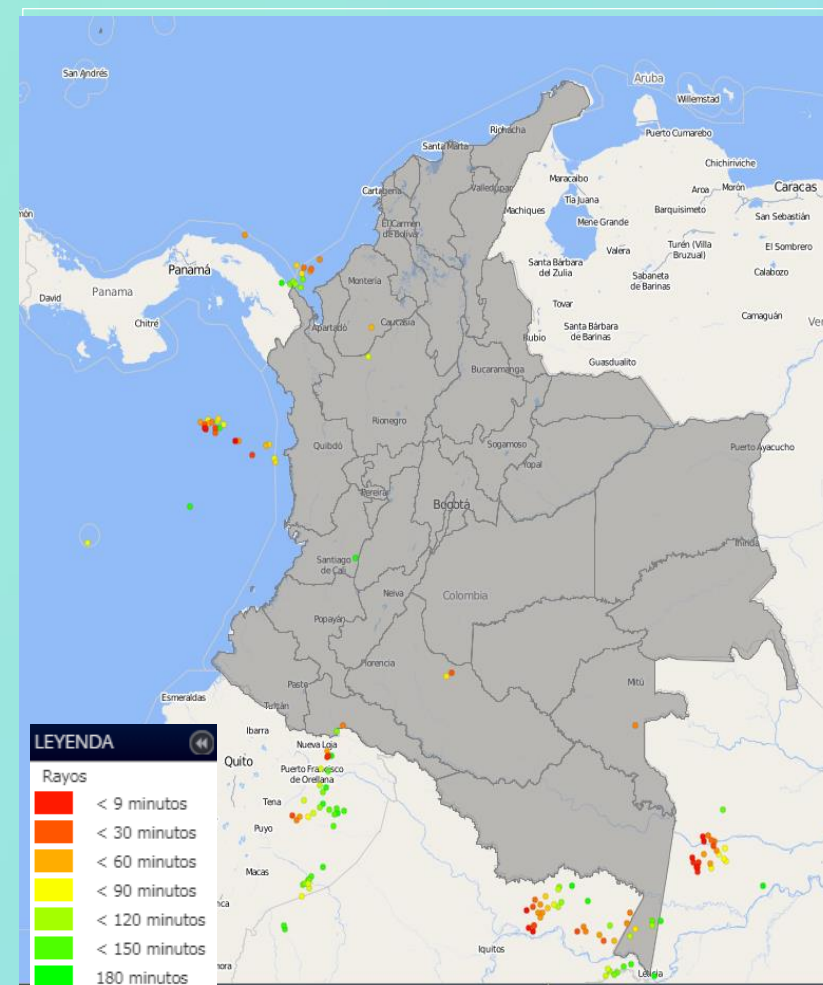 San Andrés
Aruba
Willemstad
Puerto Cumarebo
Riohacha
Santa Marta
Chichiriviche
Maracaibo
Cartagena
Valledupar
Aroa
Morón
Caracas
Tía Juana
Machiques
Barquisimeto
San Sebastián
Mene Grande
El Carmen
de Bolívar
Turén (Villa
Bruzual)
El Sombrero
Valera
Santa Bárbara
del Zulia
Panamá
Sabaneta
de Barinas
Calabozo
Montería
David
Panama
Tovar
Camaguán
Chitré
Apartadó
Caucasia
Santa Bárbara
de Barinas
Rubio
Guasdualito
Bucaramanga
Rionegro
Quibdó
Sogamoso
Puerto Ayacucho
Yopal
Pereira
Bogotá
Inírida
Santiago
de Cali
Neiva
Colombia
Popayán
Florencia
Mitú
Pasto
Esmeraldas
Tulcán
Ibarra
Nueva Loja
Quito
Puerto Francisco
de Orellana
Tena
Puyo
Macas
Iquitos
Leticia
LEYENDA
Rayos
< 9 minutos
< 30 minutos
< 60 minutos
< 90 minutos
< 120 minutos
< 150 minutos
180 minutos